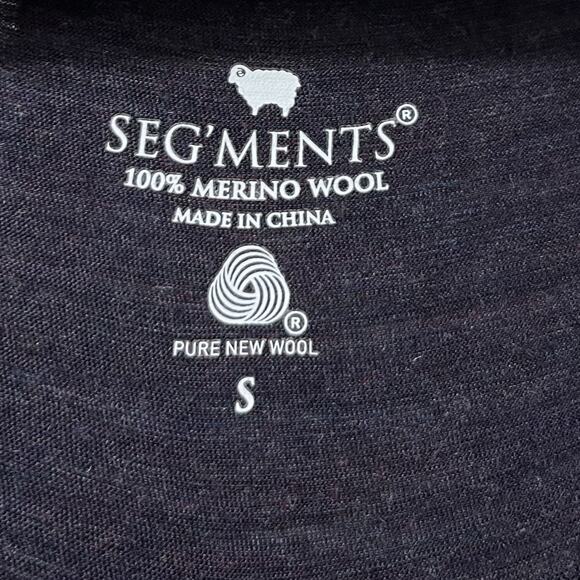 SEG'MENTS®
100% MERINO WOOL
MADE IN CHINA
®
PURE NEW WOOL
S